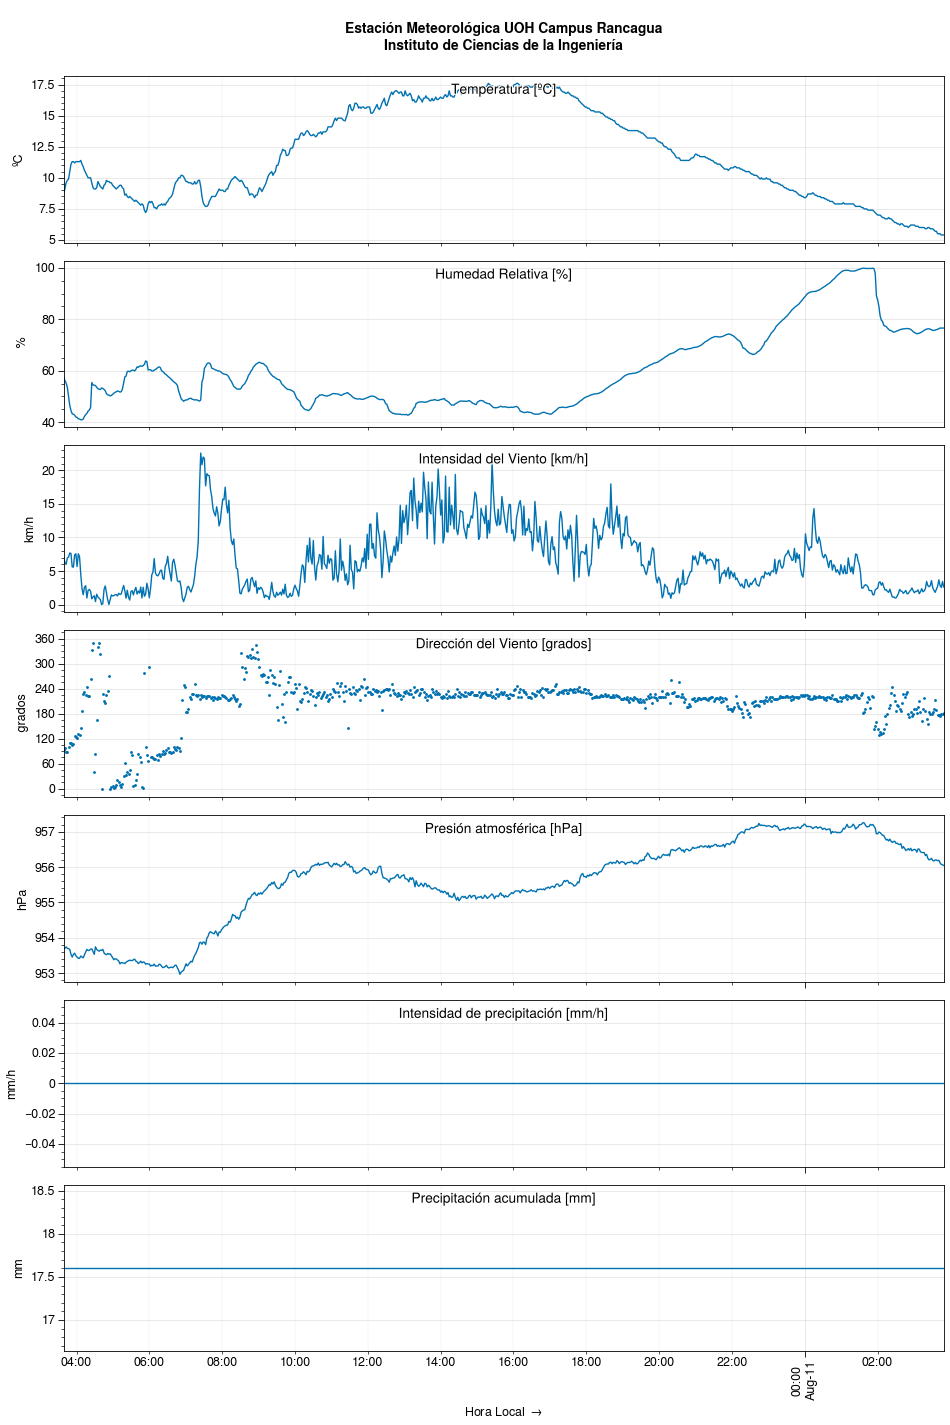 Estación Meteorológica UOH Campus Rancagua
Instituto de Ciencias de la Ingeniería
Temperatura [ºC]
17.5
15
12.5
10
7.5
5
ºC
Humedad Relativa [%]
100
80
60
40
%
Intensidad del Viento [km/h]
20
15
10
5
0
km/h
Dirección del Viento [grados]
360
300
240
180
120
60
0
grados
Presión atmosférica [hPa]
957
956
955
954
953
hPa
Intensidad de precipitación [mm/h]
0.04
0.02
0
−0.02
−0.04
mm/h
Precipitación acumulada [mm]
18.5
18
17.5
17
mm
04:00 06:00 08:00 10:00 12:00 14:00 16:00 18:00 20:00 22:00 00:00 02:00
Aug-11
Hora Local →